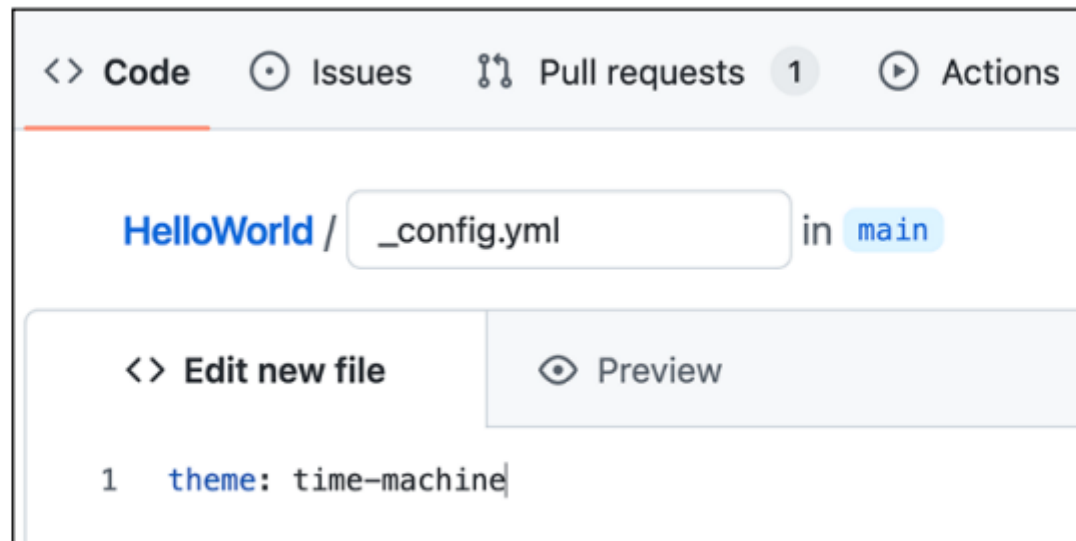 <> Code Issues Pull requests 1 Actions
HelloWorld / _config.yml in main
<> Edit new file Preview
1 theme: time-machine